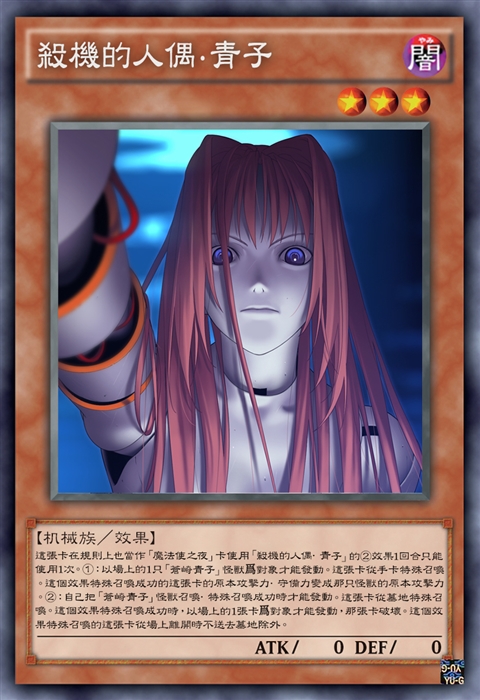 殺機的人偶·青子
やみ
闇
【机械族/效果】
這張卡在規則上也當作「魔法使之夜」卡使用「殺機的人偶·青子」的②效果1回合只能
使用1次。①:以場上的1只「蒼崎青子」怪獸爲對象才能發動。這張卡從手卡特殊召喚
。這個效果特殊召喚成功的這張卡的原本攻擊力·守備力變成那只怪獸的原本攻擊力
。②:自己把「蒼崎青子」怪獸召喚·特殊召喚成功時才能發動。這張卡從墓地特殊召
喚。這個效果特殊召喚成功時,以場上的1張卡爲對象才能發動,那張卡破壞。這個效
果特殊召喚的這張卡從場上離開時不送去墓地除外。
ATK/ 0 DEF/ 0
YU-G
YU-G